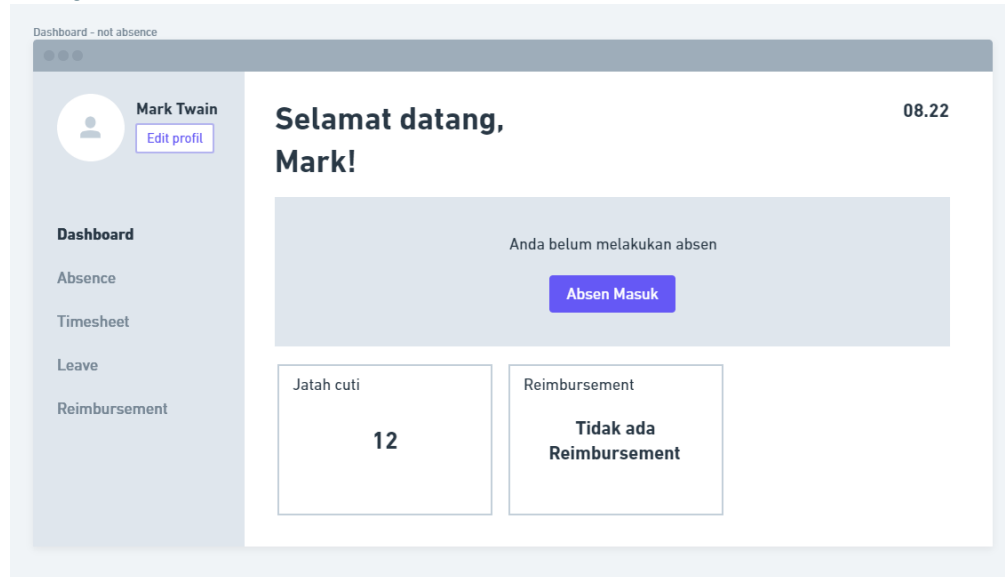 Dashboard - not absence
Mark Twain
Edit profil
Dashboard
Absence
Timesheet
Leave
Reimbursement
Selamat datang,
Mark!
08.22
Anda belum melakukan absen
Absen Masuk
Jatah cuti
12
Reimbursement
Tidak ada
Reimbursement